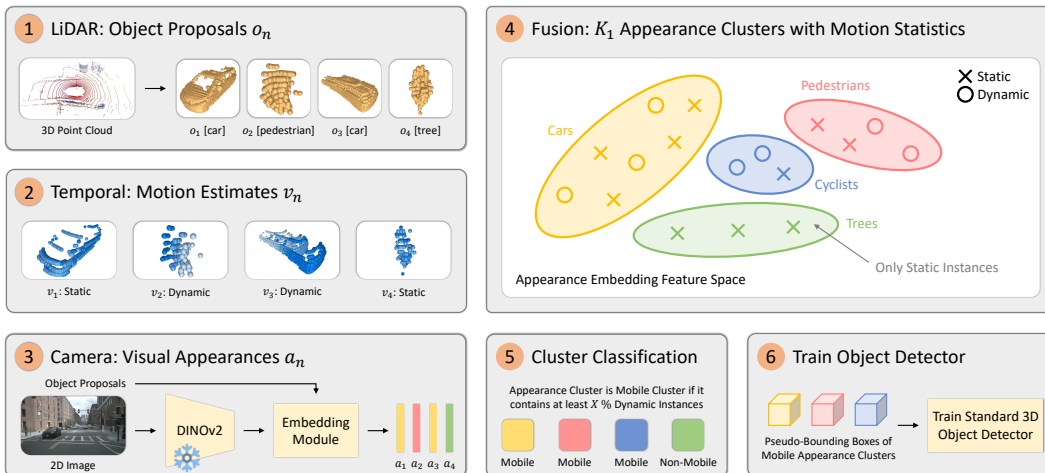 1 LiDAR: Object Proposals oₙ
3D Point Cloud
o₁ [car]
o₂ [pedestrian]
o₃ [car]
o₄ [tree]
2 Temporal: Motion Estimates vₙ
v₁: Static
v₂: Dynamic
v₃: Dynamic
v₄: Static
3 Camera: Visual Appearances aₙ
Object Proposals
2D Image
DINOv2
Embedding
Module
a₁ a₂ a₃ a₄
4 Fusion: K₁ Appearance Clusters with Motion Statistics
Static
Dynamic
Pedestrians
Cars
Cyclists
Trees
Only Static Instances
Appearance Embedding Feature Space
5 Cluster Classification
Appearance Cluster is Mobile Cluster if it
contains at least X % Dynamic Instances
Mobile
Mobile
Mobile
Non-Mobile
6 Train Object Detector
Pseudo-Bounding Boxes of
Mobile Appearance Clusters
Train Standard 3D
Object Detector